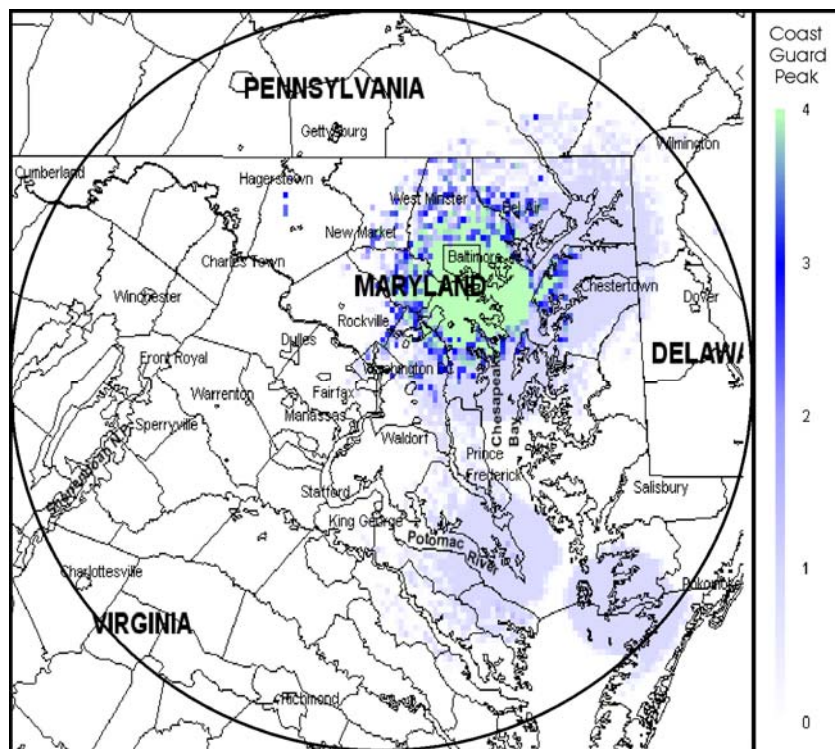 Coast
Guard
Peak
4
3
2
1
0
PENNSYLVANIA
Gettysburg
Wilmington
Cumberland
Hagerstown
West Minster
Bel Air
New Market
Baltimore
Charles Town
MARYLAND
Chestertown
Winchester
Dover
Rockville
Dulles
Front Royal
DELAWA
Washington D.C.
Fairfax
Warrenton
Manassas
Chesapeake
Bay
Sperryville
Waldorf
Prince
Frederick
Stafford
Salisbury
King George
Potomac
River
Charlottesville
Pokomoke
VIRGINIA
Richmond